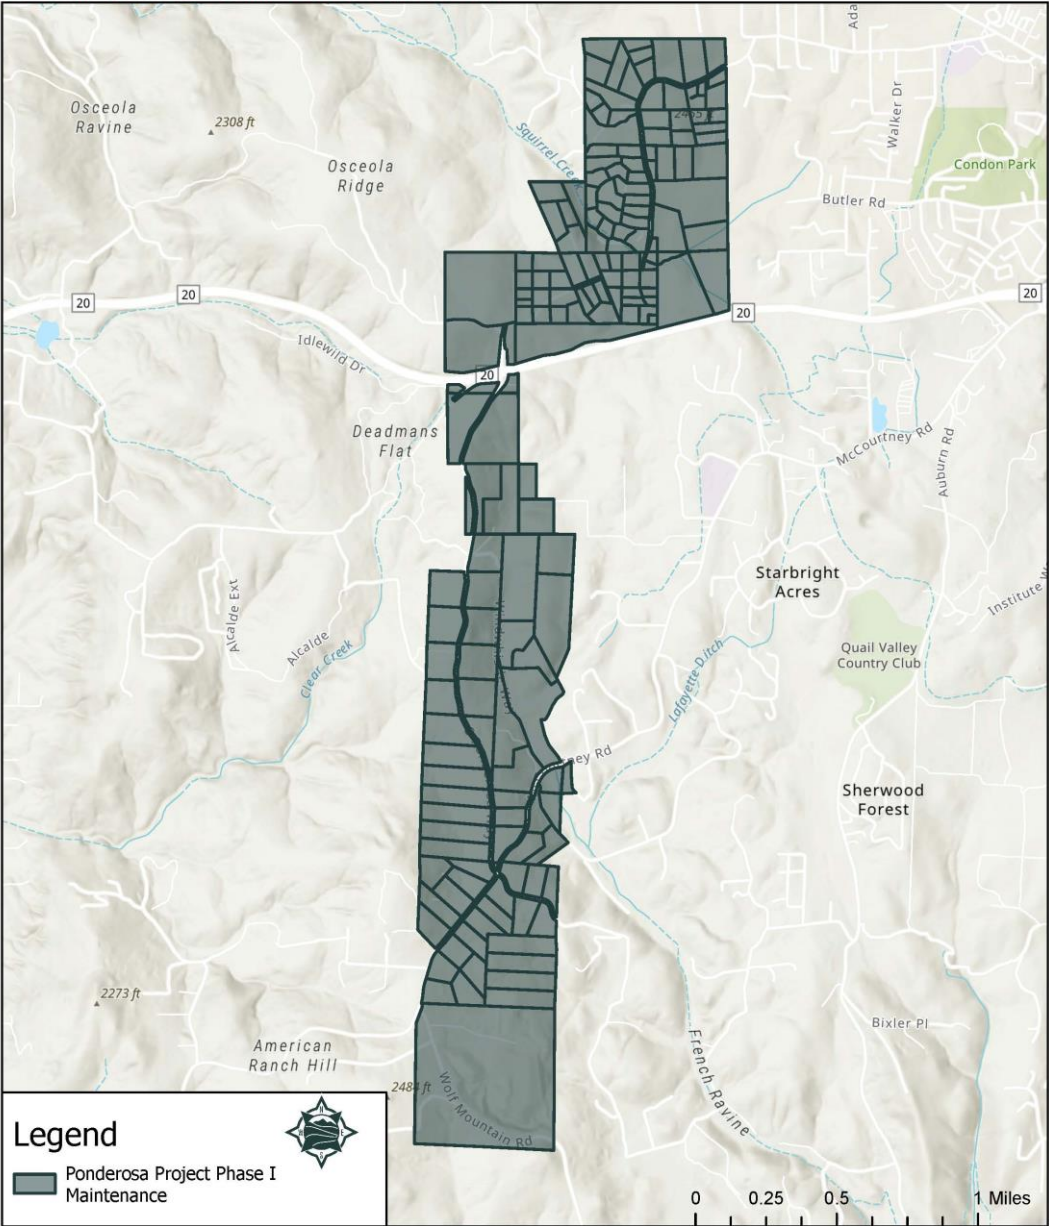 Ada
Osceola
Ravine
2308 ft
Squirrel Creek
Walker Dr
Osceola
Ridge
Condon Park
Butler Rd
20
20
20
20
Idlewild Dr
20
Deadmans
Flat
McCourtney Rd
Auburn Rd
Starbright
Acres
Institute W
Alcalde Ext
Alcalde
Clear Creek
Quail Valley
Country Club
Lafayette Ditch
ney Rd
Sherwood
Forest
2273 ft
Bixler Pl
American
Ranch Hill
French Ravine
2484 ft
Wolf Mountain Rd
Legend
Ponderosa Project Phase I
Maintenance
0 0.25 0.5 1 Miles